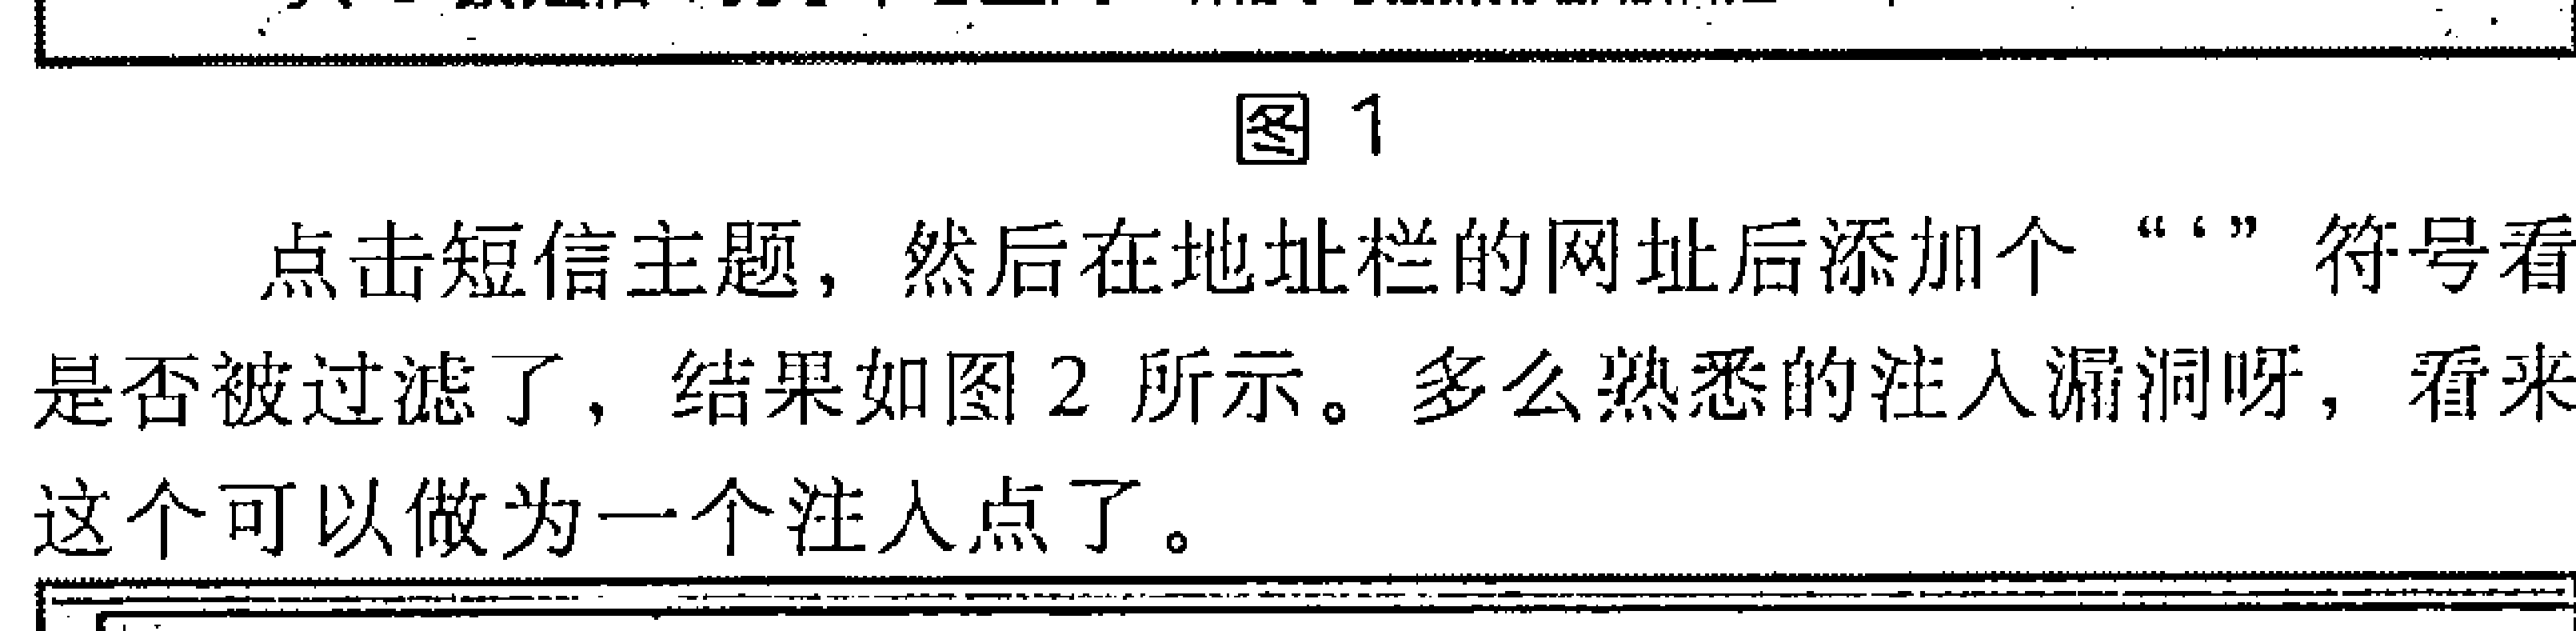 图 1
点击短信主题，然后在地址栏的网址后添加个“‘”符号看
是否被过滤了，结果如图 2 所示。多么熟悉的注入漏洞呀，看来
这个可以做为一个注入点了。